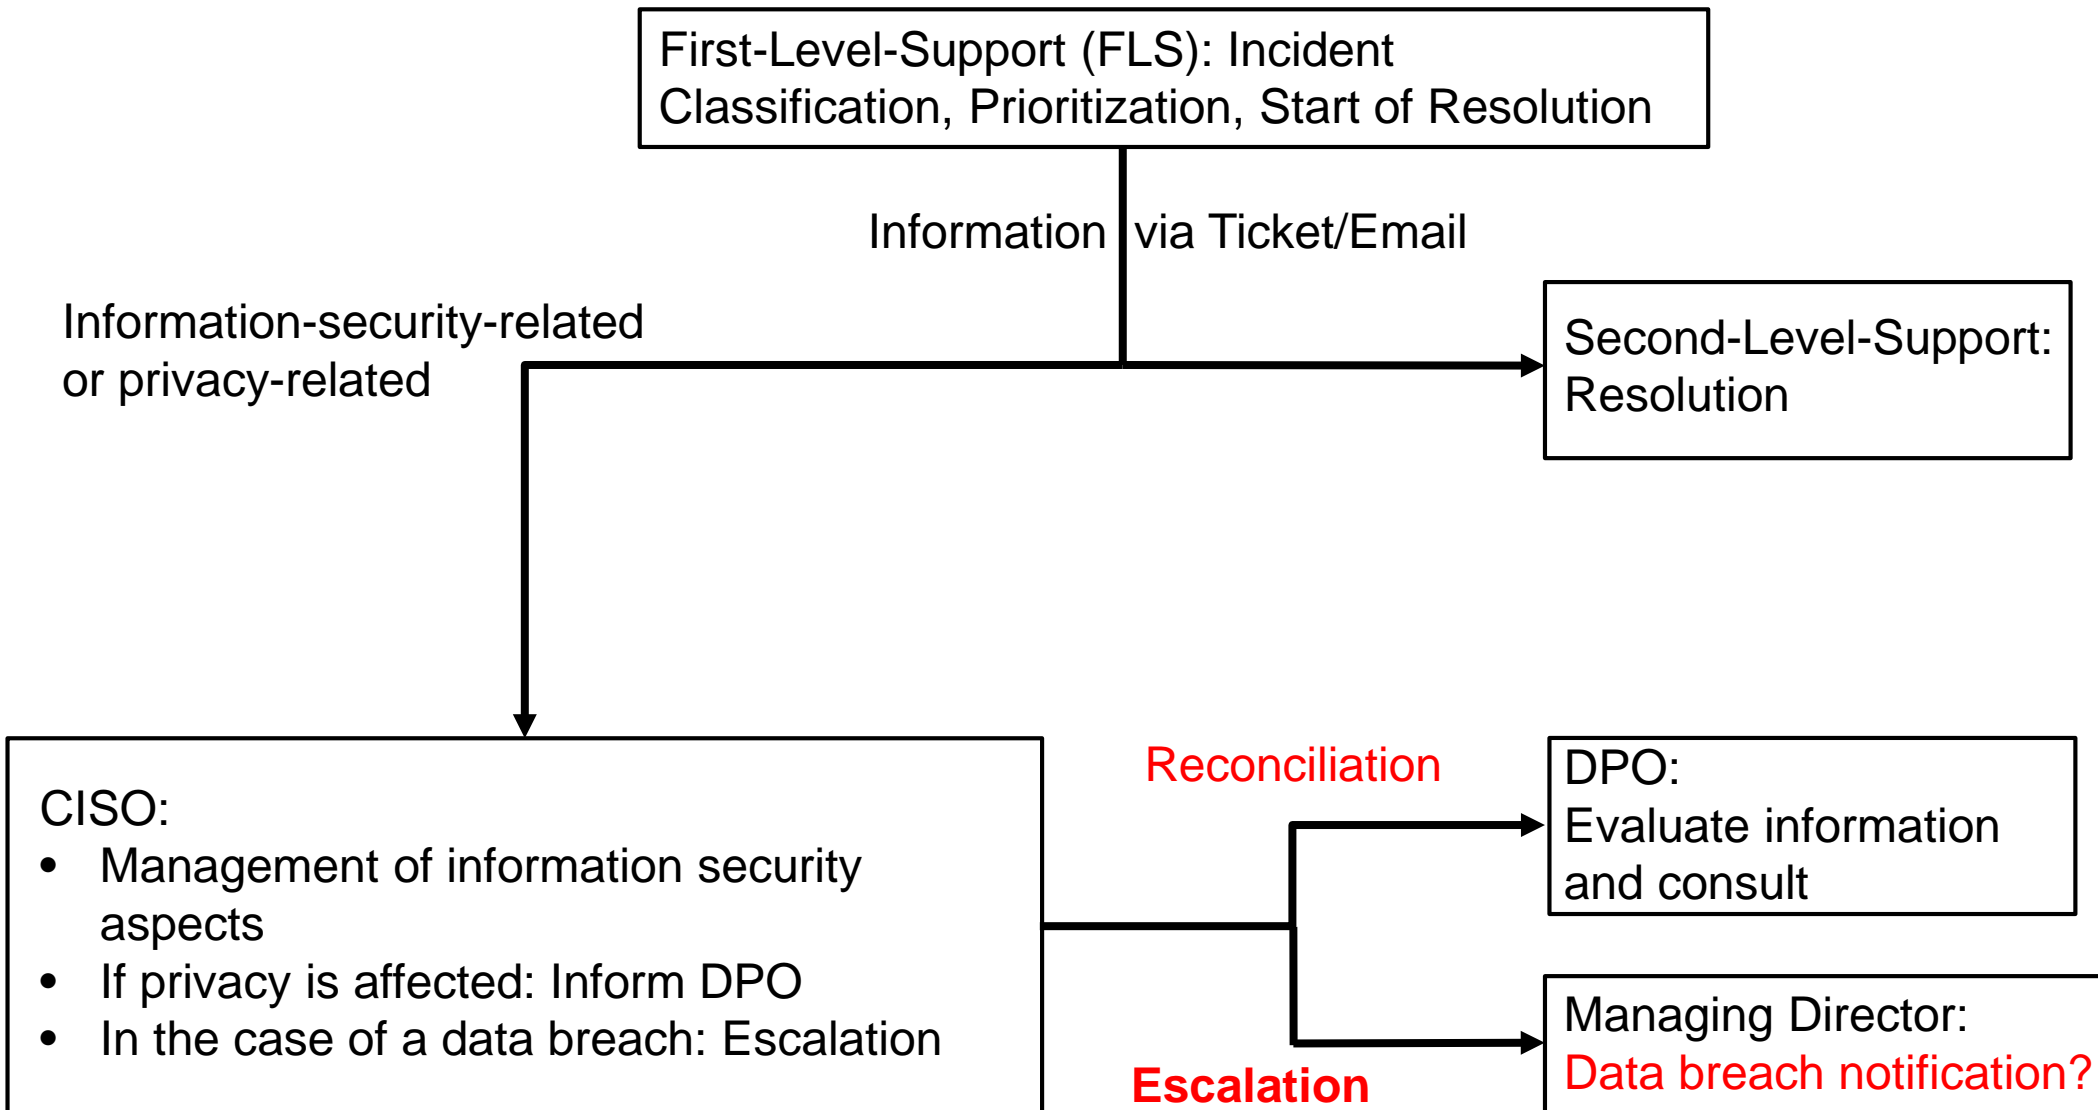 First-Level-Support (FLS): Incident
Classification, Prioritization, Start of Resolution
Information via Ticket/Email
Information-security-related
or privacy-related
Second-Level-Support:
Resolution
CISO:
• Management of information security
aspects
• If privacy is affected: Inform DPO
• In the case of a data breach: Escalation
Reconciliation
Escalation
DPO:
Evaluate information
and consult
Managing Director:
Data breach notification?